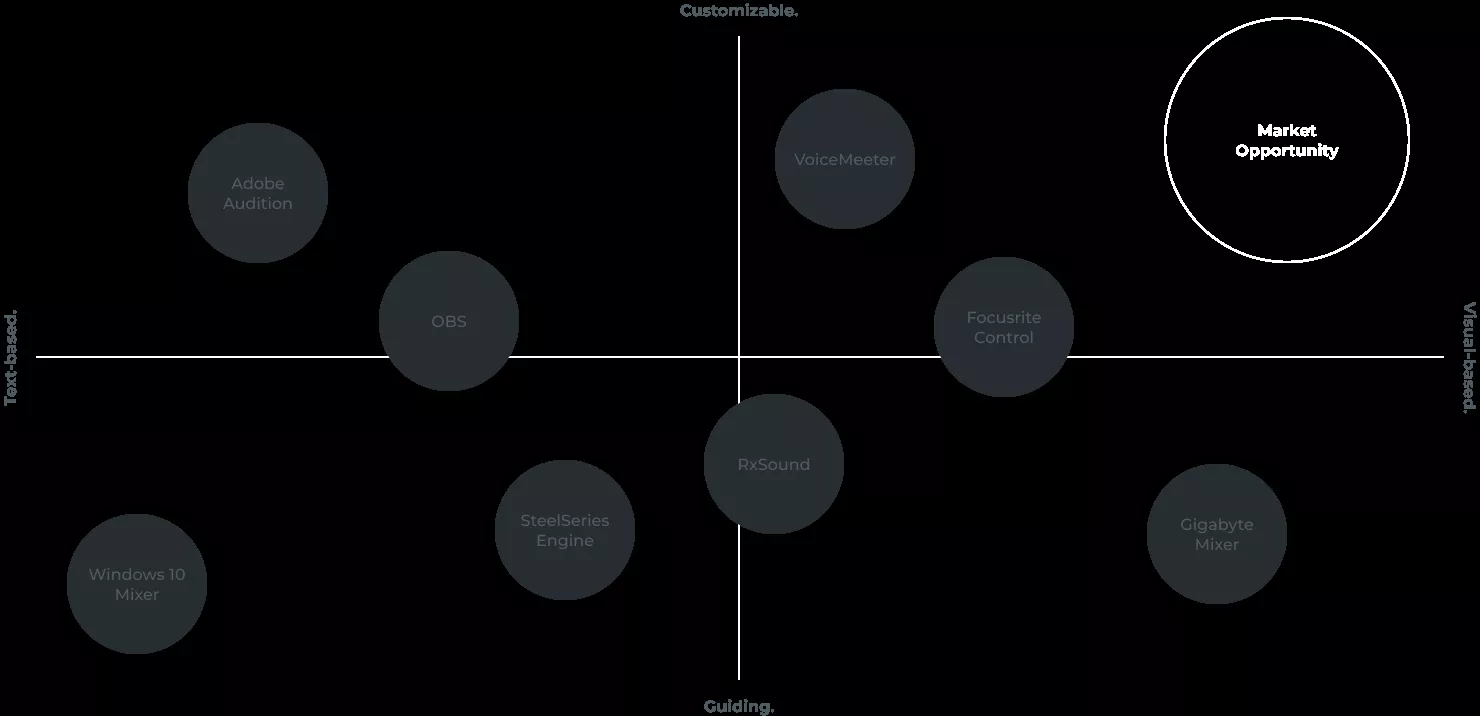 Customizable.
Market
Opportunity
VoiceMeeter
Adobe
Audition
OBS
Focusrite
Control
Text-based.
Visual-based.
RxSound
SteelSeries
Engine
Gigabyte
Mixer
Windows 10
Mixer
Guiding.